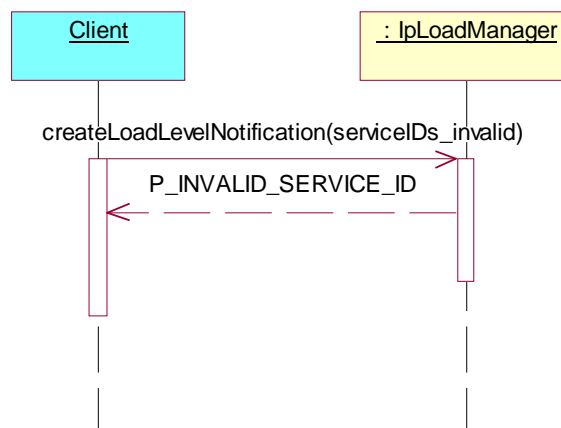 Client
: IpLoadManager
createLoadLevelNotification(serviceIDs_invalid)
P_INVALID_SERVICE_ID